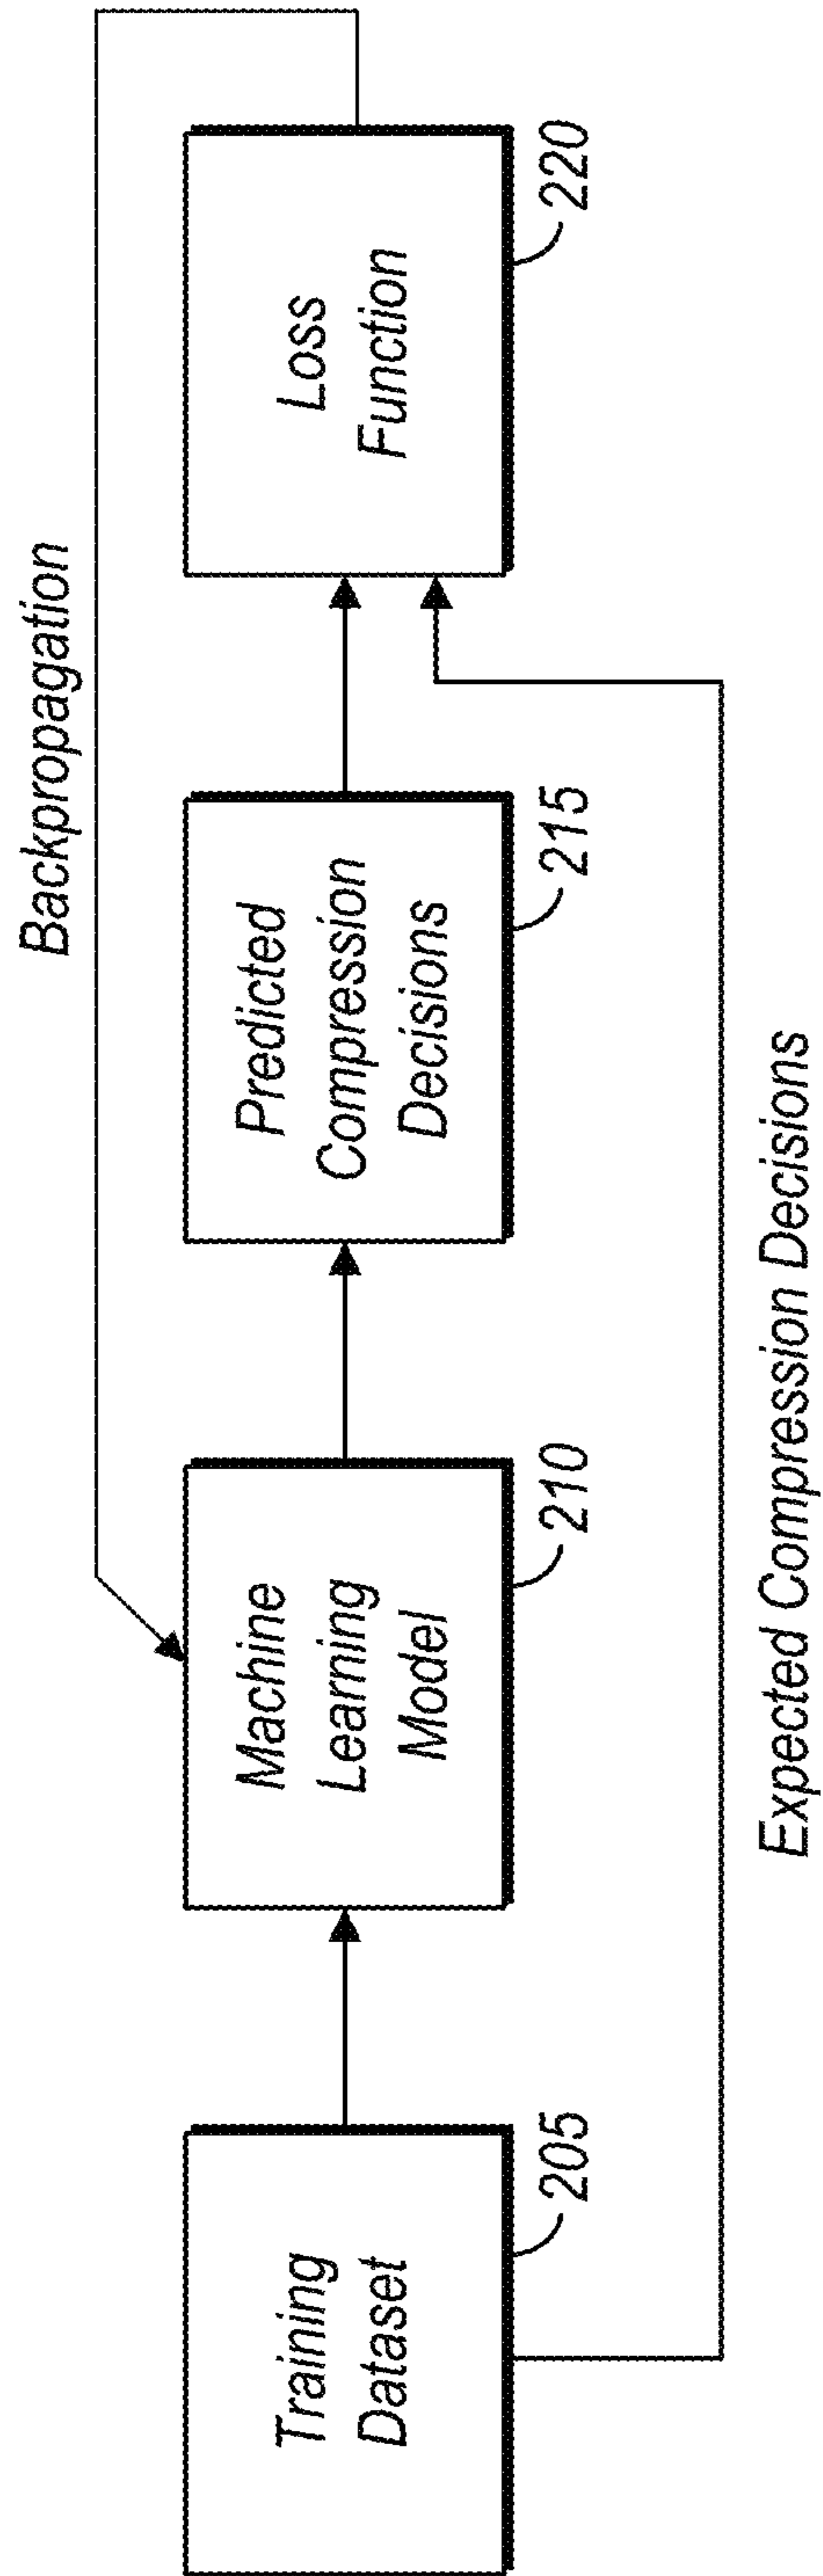 Backpropagation
Training
Dataset
205
Machine
Learning
Model
210
Predicted
Compression
Decisions
215
Loss
Function
220
Expected Compression Decisions